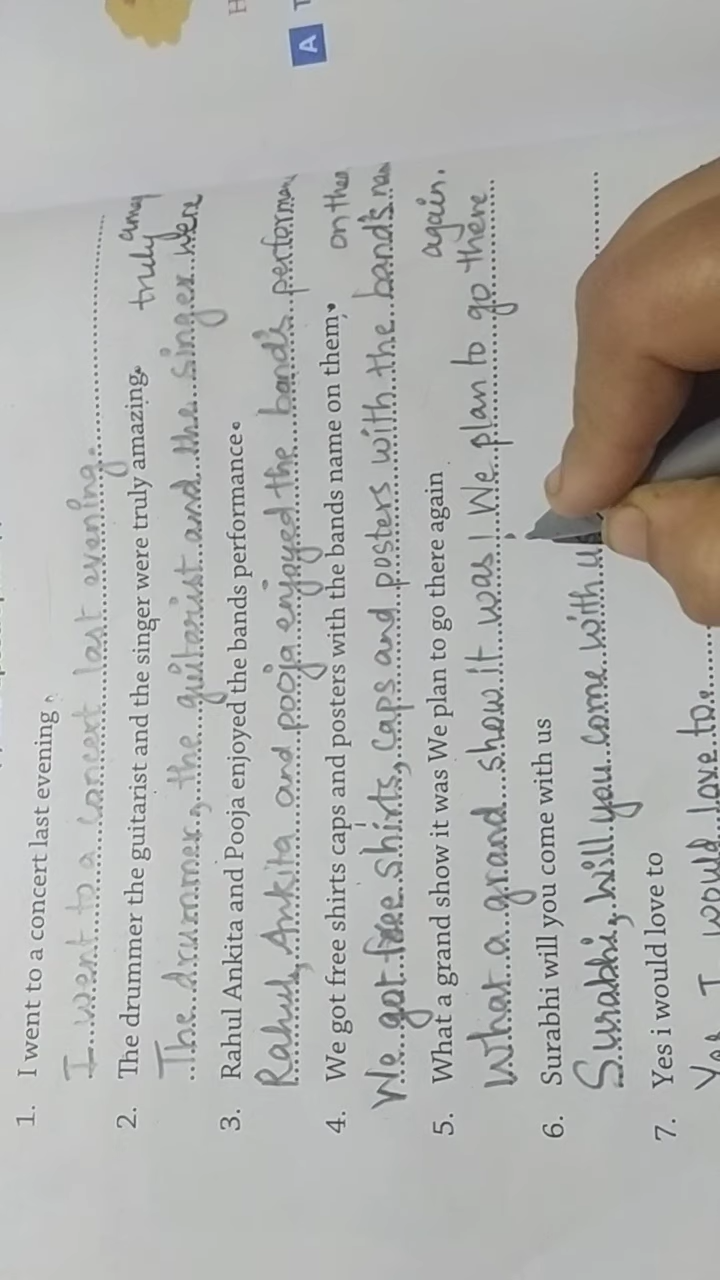 1. I went to a concert last evening.
I went to a concert last evening.
2. The drummer the guitarist and the singer were truly amazing.
truly
The drummer, the guitarist and the singer were
3. Rahul Ankita and Pooja enjoyed the bands performance.
Rahul, Ankita and pooja enjoyed the band's
4. We got free shirts caps and posters with the bands name on them.
on
We got free shirts, caps and posters with the band's
5. What a grand show it was We plan to go there again
again.
What a grand show it was! We plan to go there
6. Surabhi will you come with us
Surabhi, will you come with
7. Yes i would love to
I would love to.
A